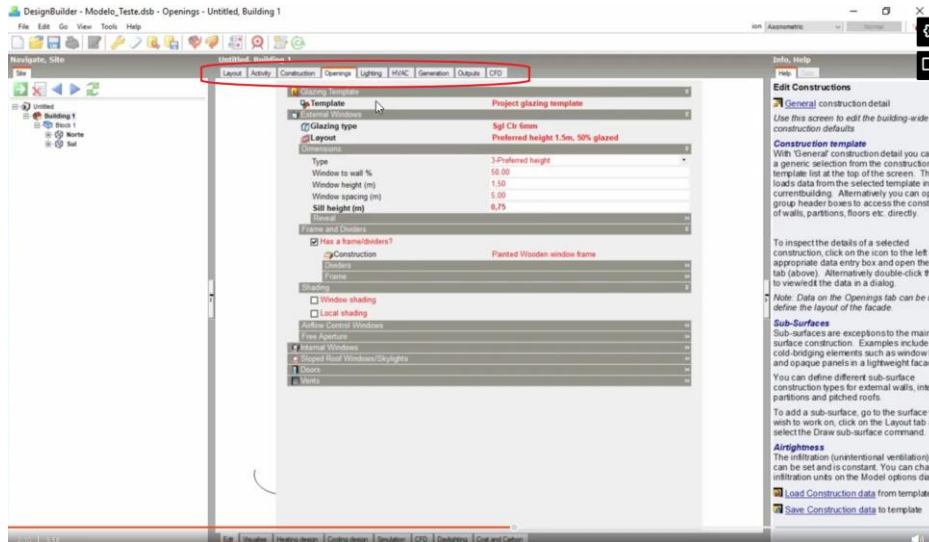 DesignBuilder - Modelo_Teste.dsb - Openings - Untitled, Building 1
File Edit Go View Tools Help
ion Axonometric Normal
Navigate, Site
Untitled, Building 1
Info, Help
Site
Layout Activity Construction Openings Lighting HVAC Generation Outputs CFD
Help
Untitled
Building 1
Block 1
Norte
Sul
Glazing Template
Template Project glazing template
External Windows
Glazing type Sgl Clr 6mm
Layout Preferred height 1.5m, 50% glazed
Dimensions
Type 3-Preferred height
Window to wall % 50.00
Window height (m) 1,50
Window spacing (m) 5.00
Sill height (m) 0,75
Reveal
Frame and Dividers
Has a frame/dividers?
Construction Painted Wooden window frame
Dividers
Frame
Shading
Window shading
Local shading
Airflow Control Windows
Free Aperture
Internal Windows
Sloped Roof Windows/Skylights
Doors
Vents
Edit Constructions
General construction detail
Use this screen to edit the building-wide
construction defaults
Construction template
With 'General' construction detail you ca
a generic selection from the construction
template list at the top of the screen. Th
loads data from the selected template in
currentbuilding. Alternatively you can op
group header boxes to access the const
of walls, partitions, floors etc. directly.
To inspect the details of a selected
construction, click on the icon to the left
appropriate data entry box and open the
tab (above). Alternatively double-click th
to view/edit the data in a dialog.
Note: Data on the Openings tab can be
define the layout of the facade.
Sub-Surfaces
Sub-surfaces are exceptions to the main
surface construction. Examples include
cold-bridging elements such as window
and opaque panels in a lightweight faca
You can define different sub-surface
construction types for external walls, inte
partitions and pitched roofs.
To add a sub-surface, go to the surface
wish to work on, click on the Layout tab
select the Draw sub-surface command.
Airtightness
The infiltration (unintentional ventilation)
can be set and is constant. You can cha
infiltration units on the Model options dia
Load Construction data from templat
Save Construction data to template
Edit Visualise Heating design Cooling design Simulation CFD Daylighting Cost and Carbon